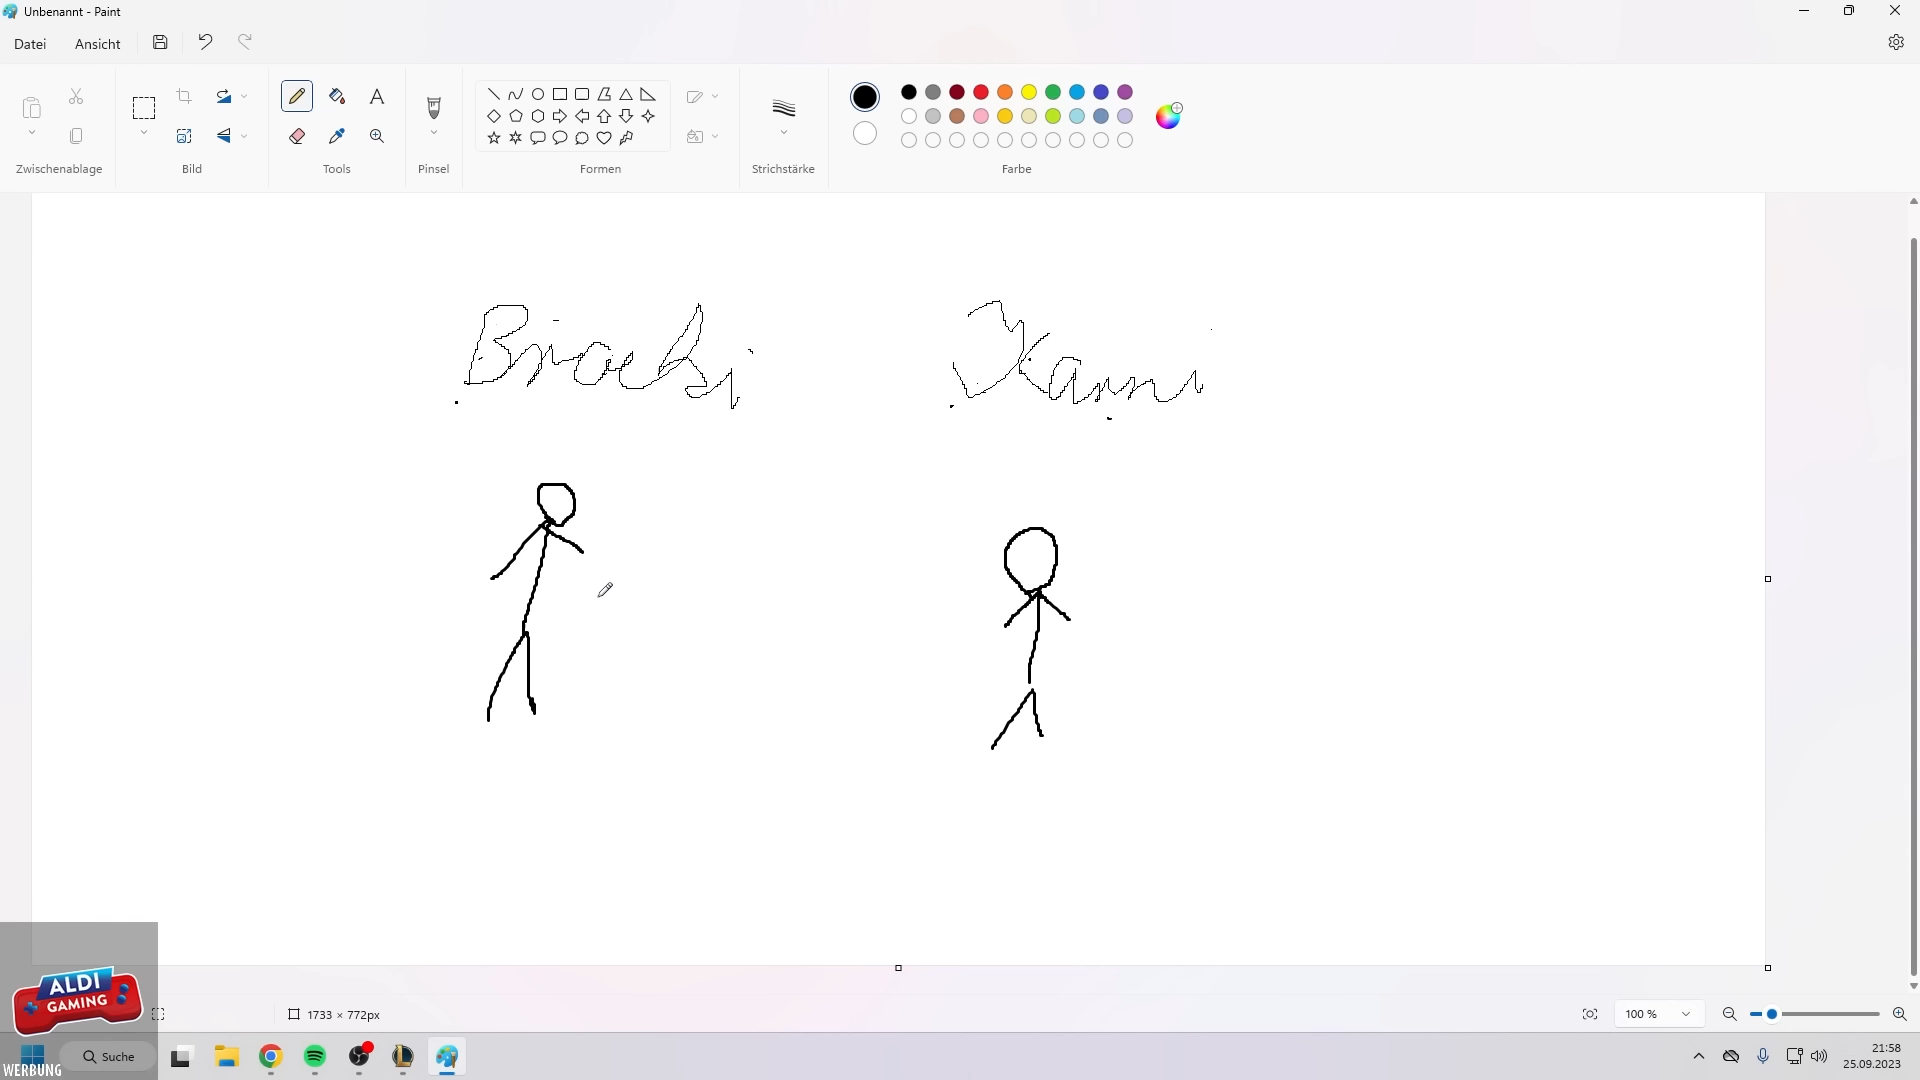 Unbenannt - Paint
Datei Ansicht
Zwischenablage Bild Tools Pinsel Formen Strichstärke Farbe
ALDI
GAMING
1733 × 772px
100 %
Suche
WERBUNG
21:58
25.09.2023